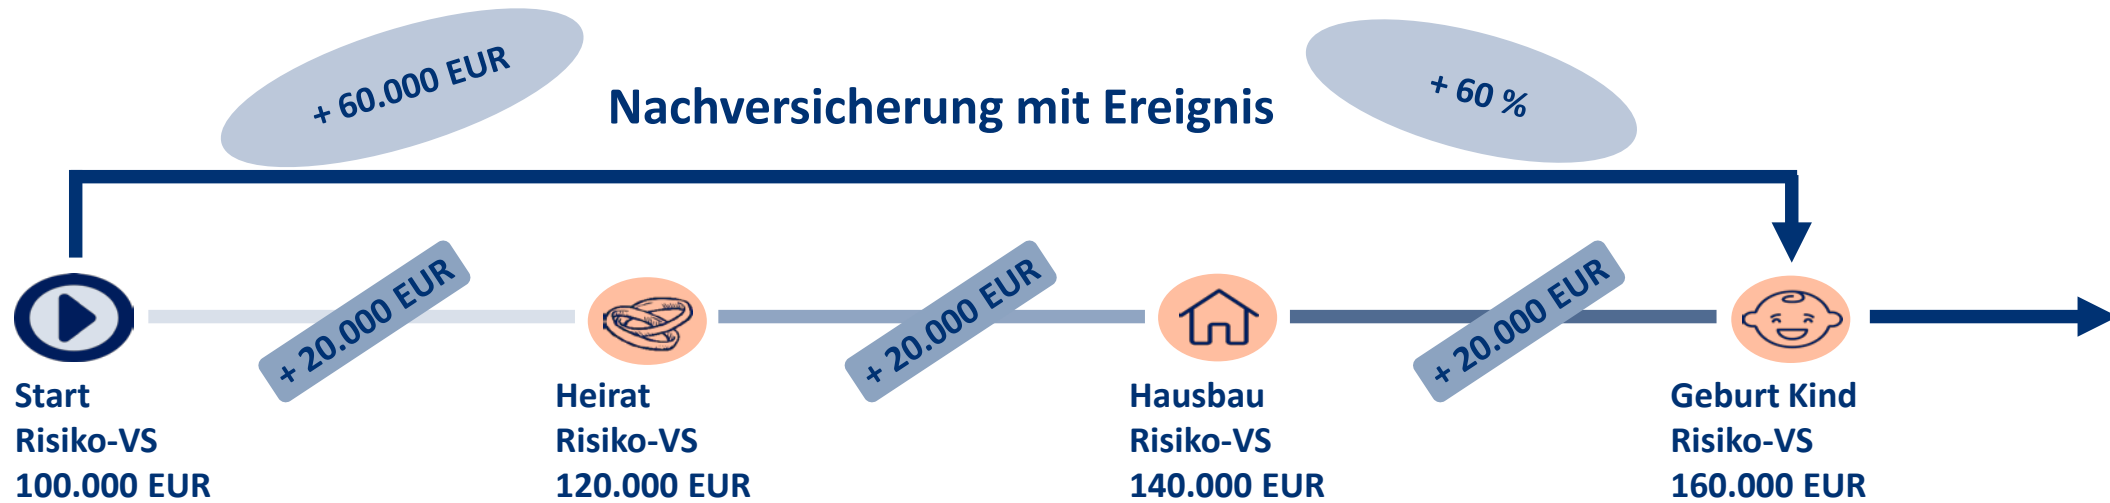 + 60.000 EUR
Nachversicherung mit Ereignis
+ 60 %
+ 20.000 EUR
+ 20.000 EUR
+ 20.000 EUR
Start
Risiko-VS
100.000 EUR
Heirat
Risiko-VS
120.000 EUR
Hausbau
Risiko-VS
140.000 EUR
Geburt Kind
Risiko-VS
160.000 EUR